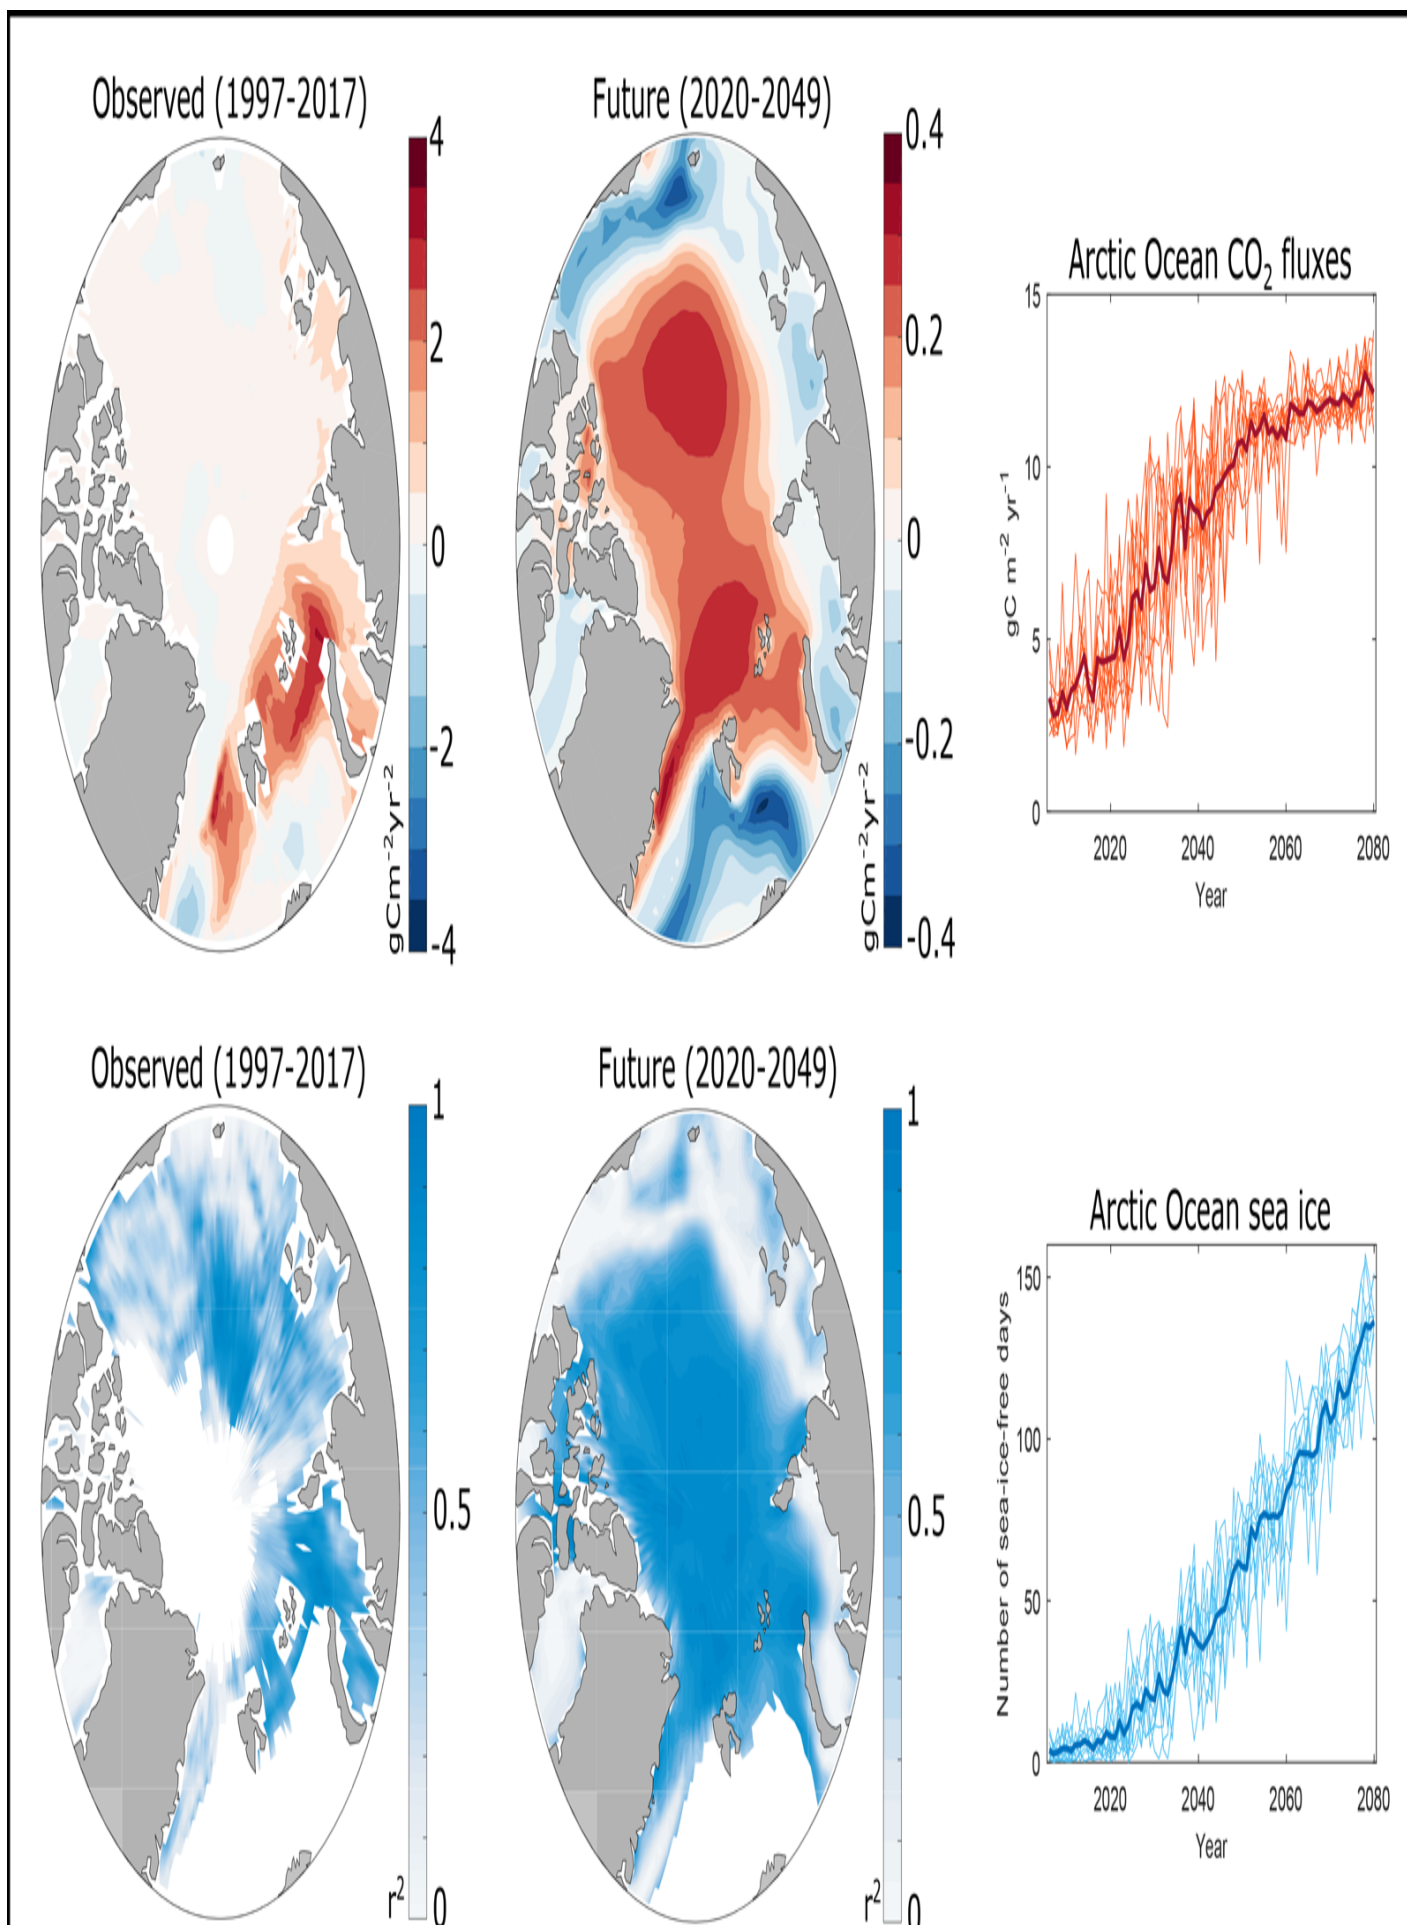 Observed (1997-2017)
4
2
0
-2
-4
gCm⁻²yr⁻²
Future (2020-2049)
0.4
0.2
0
-0.2
-0.4
gCm⁻²yr⁻²
Arctic Ocean CO₂ fluxes
15
10
5
0
gC m⁻² yr⁻¹
2020 2040 2060 2080
Year
Observed (1997-2017)
1
0.5
0
r²
Future (2020-2049)
1
0.5
0
r²
Arctic Ocean sea ice
150
100
50
0
Number of sea-ice-free days
2020 2040 2060 2080
Year